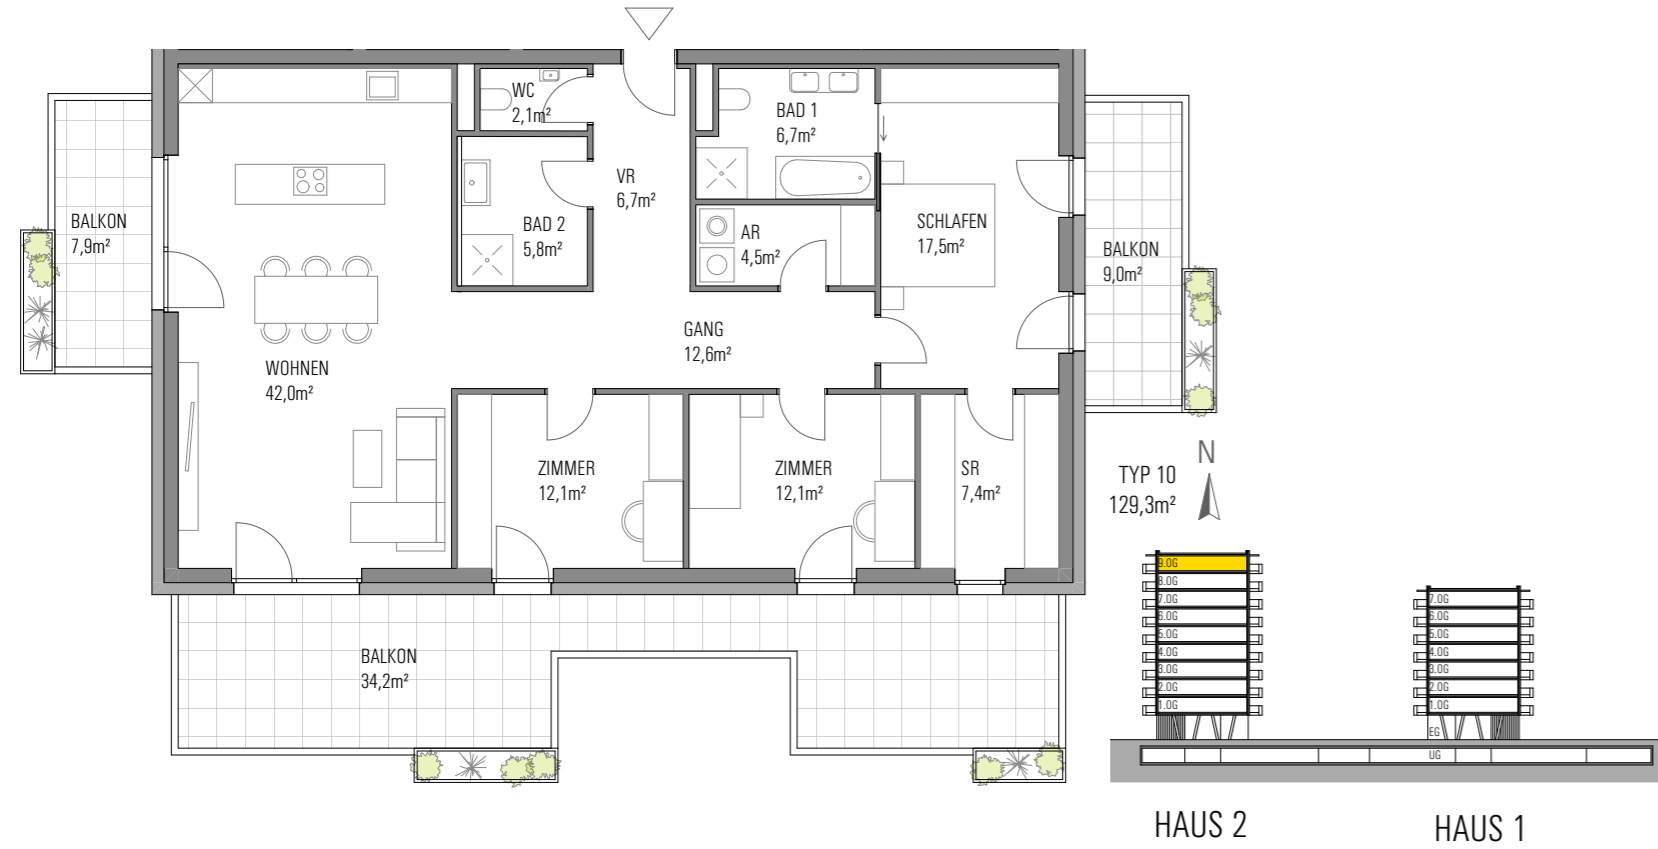 WC
2,1m²
BAD 1
6,7m²
VR
6,7m²
BALKON
7,9m²
BAD 2
5,8m²
AR
4,5m²
SCHLAFEN
17,5m²
BALKON
9,0m²
GANG
12,6m²
WOHNEN
42,0m²
ZIMMER
12,1m²
ZIMMER
12,1m²
SR
7,4m²
N
TYP 10
129,3m²
BALKON
34,2m²
9.OG
8.OG
7.OG
6.OG
5.OG
4.OG
3.OG
2.OG
1.OG
7.OG
6.OG
5.OG
4.OG
3.OG
2.OG
1.OG
EG
UG
HAUS 2
HAUS 1